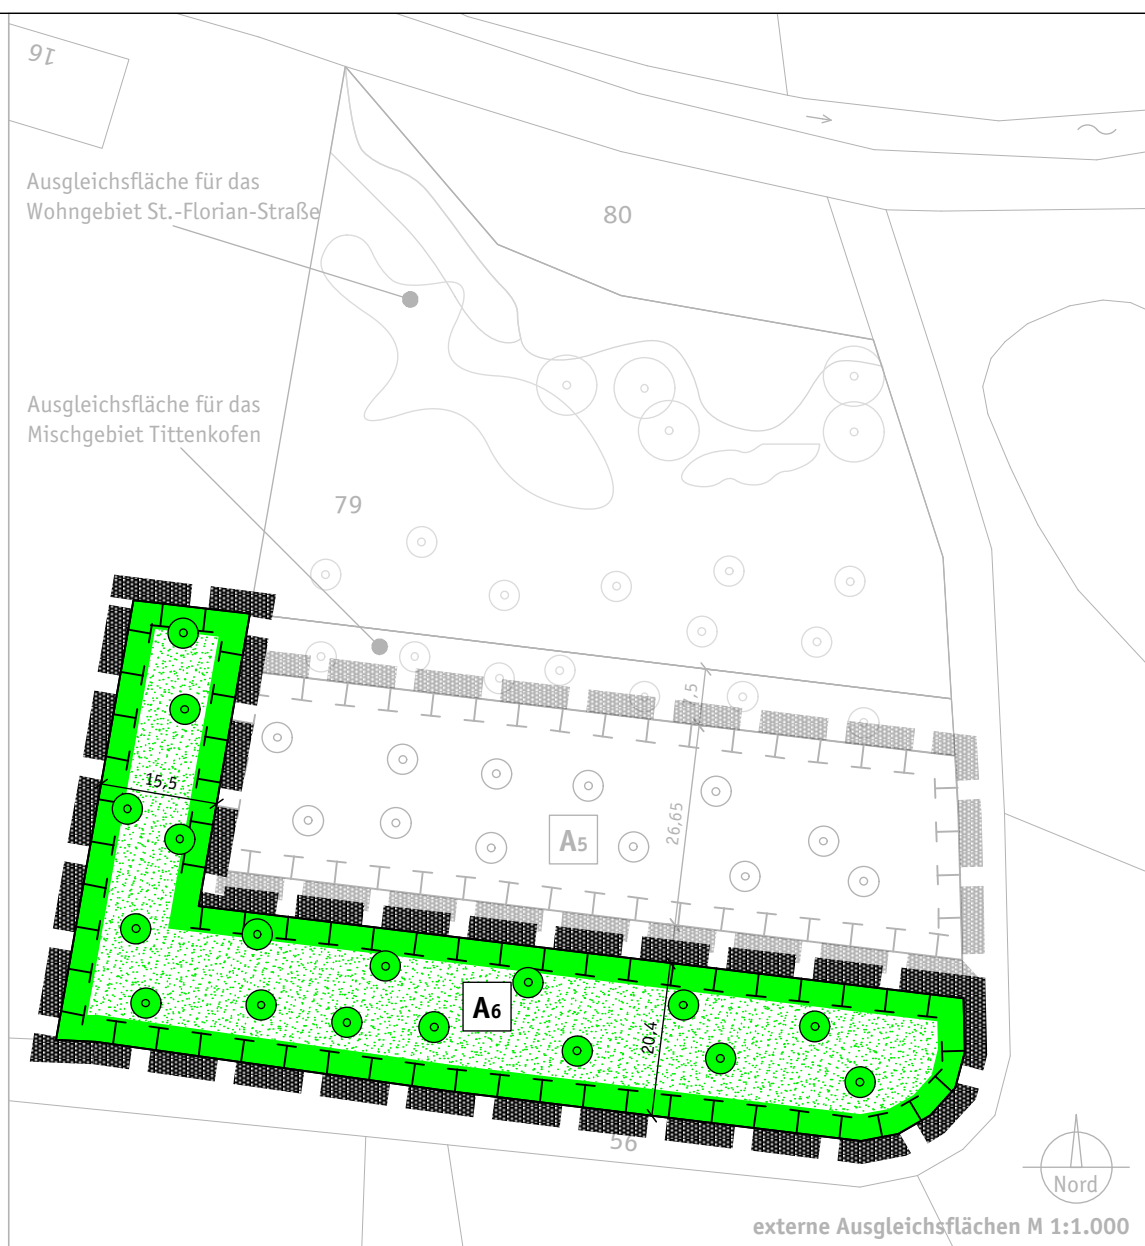 16
Ausgleichsfläche für das
Wohngebiet St.-Florian-Straße
80
Ausgleichsfläche für das
Mischgebiet Tittenkofen
79
15,5
26,65
A5
A6
20,4
56
Nord
externe Ausgleichsflächen M 1:1.000